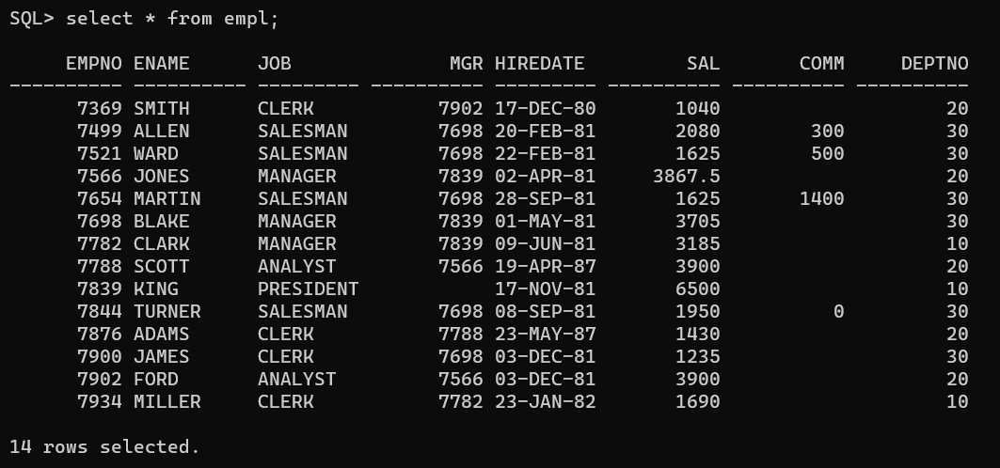 SQL> select * from empl;
     EMPNO ENAME      JOB              MGR HIREDATE         SAL       COMM     DEPTNO
---------- ---------- --------- ---------- --------- ---------- ---------- ----------
      7369 SMITH      CLERK           7902 17-DEC-80       1040                    20
      7499 ALLEN      SALESMAN        7698 20-FEB-81       2080        300         30
      7521 WARD       SALESMAN        7698 22-FEB-81       1625        500         30
      7566 JONES      MANAGER         7839 02-APR-81     3867.5                    20
      7654 MARTIN     SALESMAN        7698 28-SEP-81       1625       1400         30
      7698 BLAKE      MANAGER         7839 01-MAY-81       3705                    30
      7782 CLARK      MANAGER         7839 09-JUN-81       3185                    10
      7788 SCOTT      ANALYST         7566 19-APR-87       3900                    20
      7839 KING       PRESIDENT            17-NOV-81       6500                    10
      7844 TURNER     SALESMAN        7698 08-SEP-81       1950          0         30
      7876 ADAMS      CLERK           7788 23-MAY-87       1430                    20
      7900 JAMES      CLERK           7698 03-DEC-81       1235                    30
      7902 FORD       ANALYST         7566 03-DEC-81       3900                    20
      7934 MILLER     CLERK           7782 23-JAN-82       1690                    10
14 rows selected.